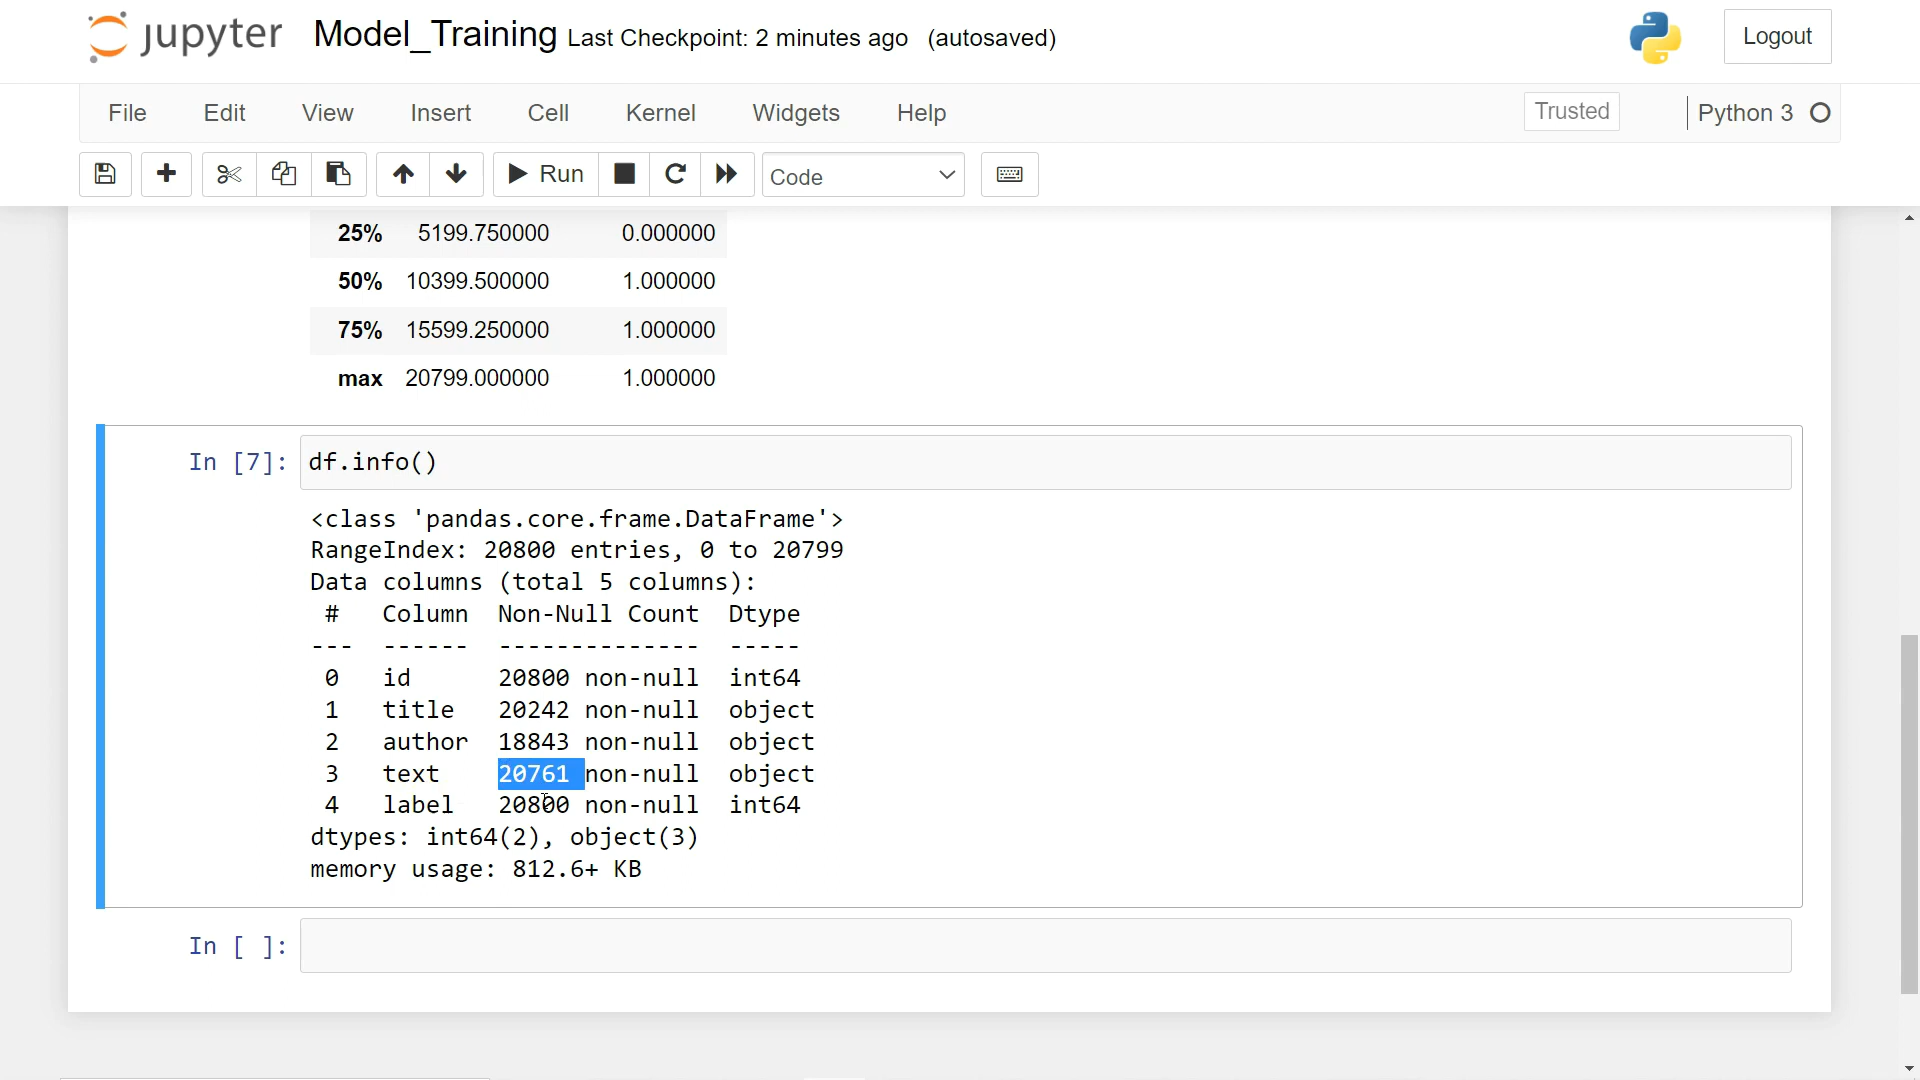 jupyter Model_Training Last Checkpoint: 2 minutes ago (autosaved) Logout
File Edit View Insert Cell Kernel Widgets Help Trusted Python 3
Run Code
25% 5199.750000 0.000000
50% 10399.500000 1.000000
75% 15599.250000 1.000000
max 20799.000000 1.000000
In [7]: df.info()
<class 'pandas.core.frame.DataFrame'>
RangeIndex: 20800 entries, 0 to 20799
Data columns (total 5 columns):
# Column Non-Null Count Dtype
--- ------ -------------- -----
0 id 20800 non-null int64
1 title 20242 non-null object
2 author 18843 non-null object
3 text 20761 non-null object
4 label 20800 non-null int64
dtypes: int64(2), object(3)
memory usage: 812.6+ KB
In [ ]: